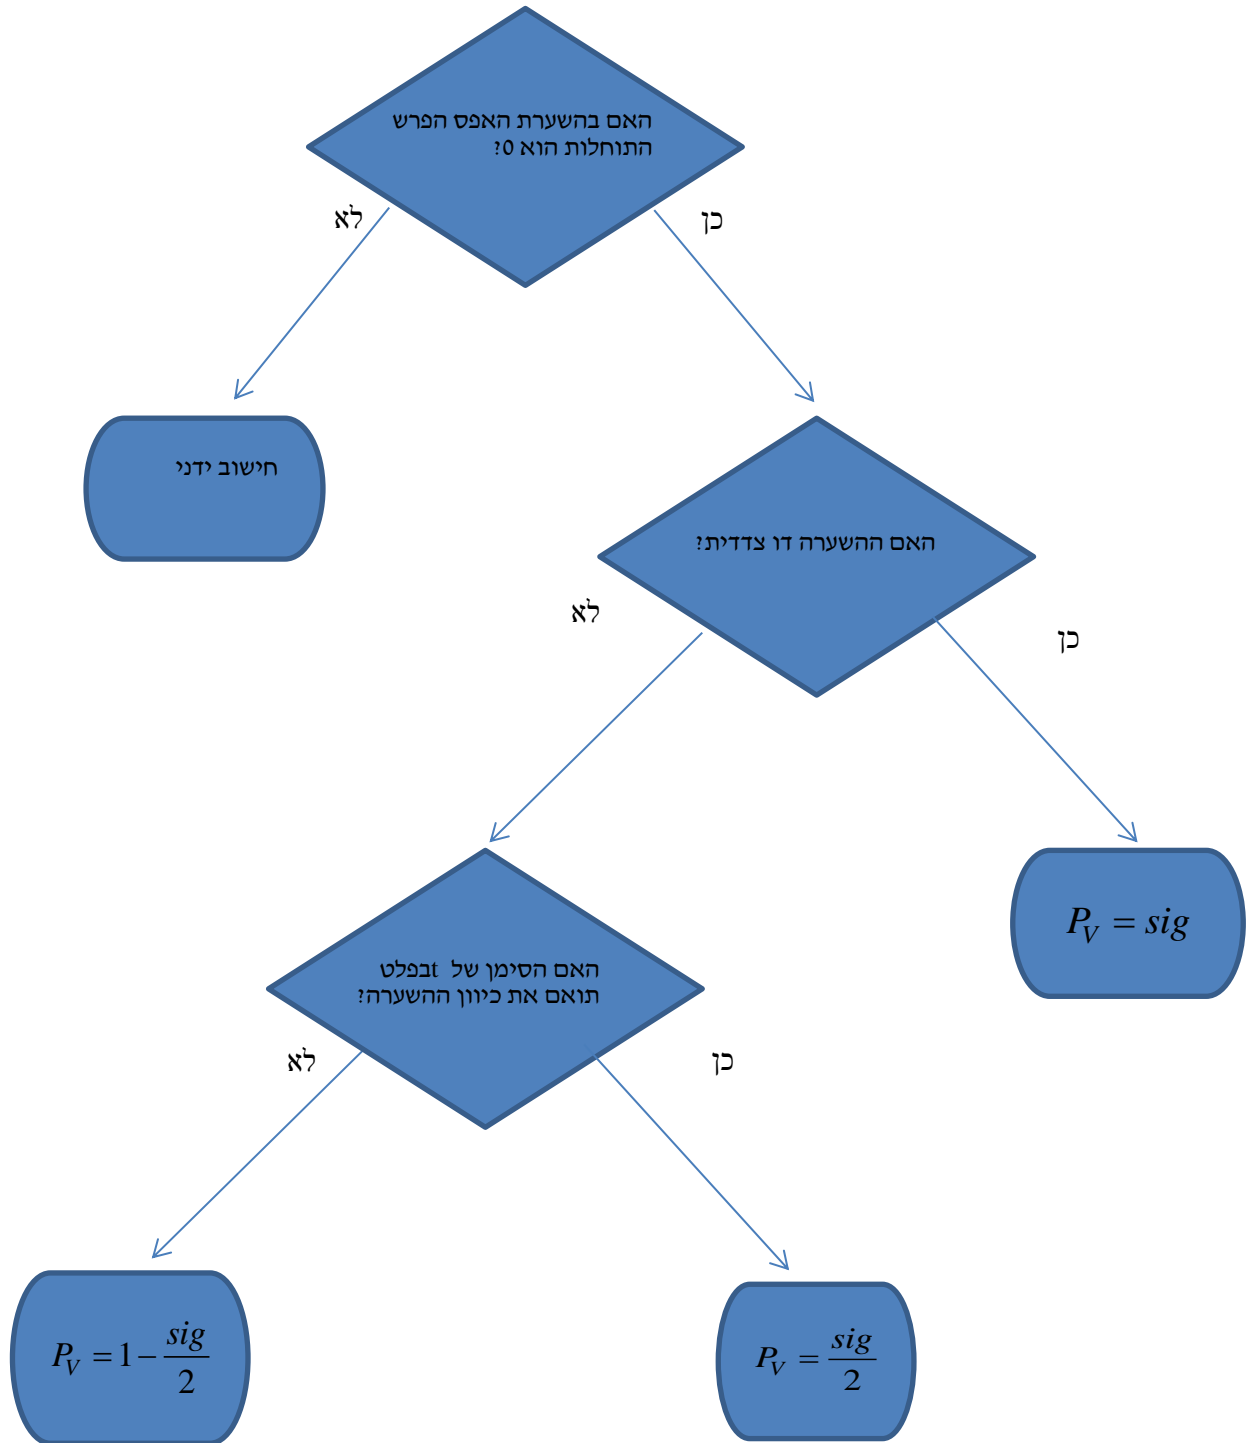 האם בהשערת האפס הפרש
התוחלות הוא 0?
לא
כן
חישוב ידני
האם ההשערה דו צדדית?
לא
כן
P_V = sig
האם הסימן של tבפלט
תואם את כיוון ההשערה?
לא
כן
P_V = 1 − sig/2
P_V = sig/2